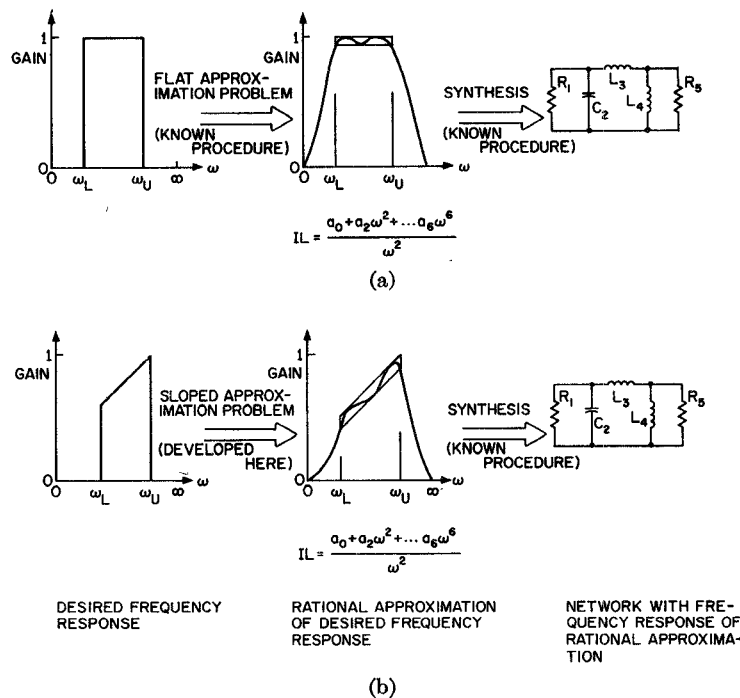 1
GAIN
0
0
ω_L
ω_U
∞
ω
FLAT APPROX-
IMATION PROBLEM
(KNOWN
PROCEDURE)
1
GAIN
0
0
ω_L
ω_U
ω
SYNTHESIS
(KNOWN
PROCEDURE)
R_1
C_2
L_3
L_4
R_5
IL = (a_0+a_2ω^2+...a_6ω^6)/ω^2
(a)
1
GAIN
0
0
ω_L
ω_U
∞
ω
SLOPED APPROX-
IMATION PROBLEM
(DEVELOPED
HERE)
1
GAIN
0
0
ω_L
ω_U
∞
ω
SYNTHESIS
(KNOWN
PROCEDURE)
R_1
C_2
L_3
L_4
R_5
IL = (a_0+a_2ω^2+...a_6ω^6)/ω^2
DESIRED FREQUENCY
RESPONSE
RATIONAL APPROXIMATION
OF DESIRED FREQUENCY
RESPONSE
NETWORK WITH FRE-
QUENCY RESPONSE OF
RATIONAL APPROXIMA-
TION
(b)